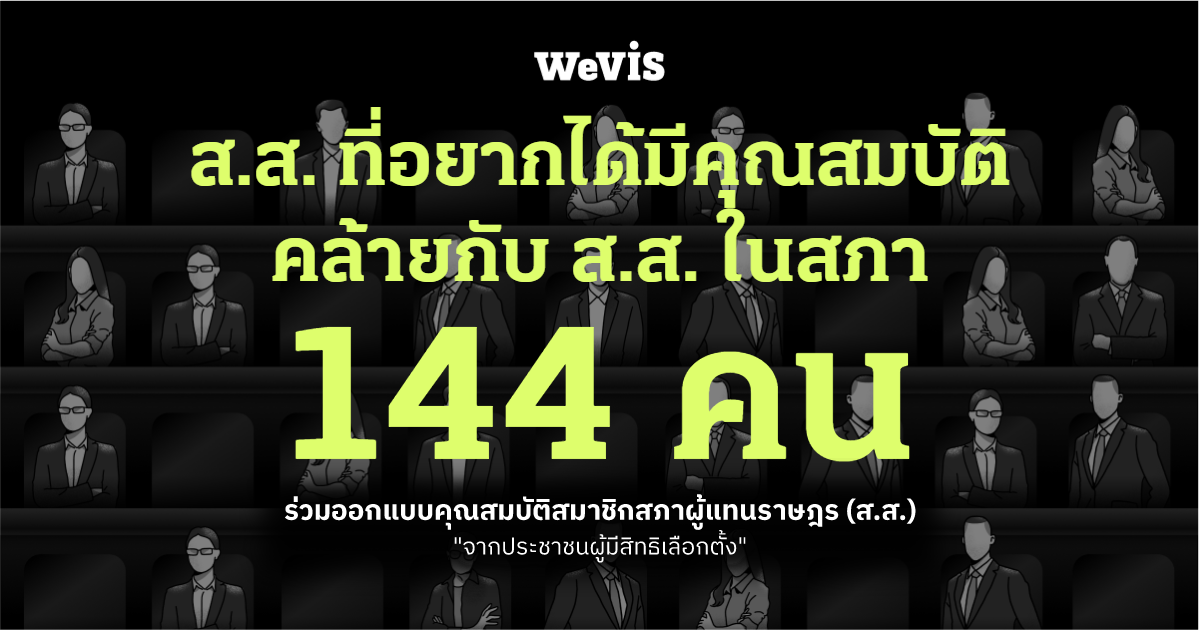 WeVIS
ส.ส. ที่อยากได้มีคุณสมบัติ
คล้ายกับ ส.ส. ในสภา
144 คน
ร่วมออกแบบคุณสมบัติสมาชิกสภาผู้แทนราษฎร (ส.ส.)
"จากประชาชนผู้มีสิทธิเลือกตั้ง"